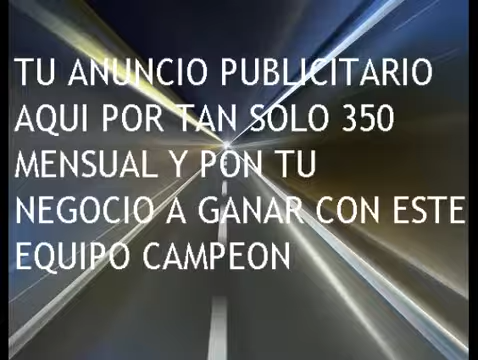 TU ANUNCIO PUBLICITARIO
AQUI POR TAN SOLO 350
MENSUAL Y PON TU
NEGOCIO A GANAR CON ESTE
EQUIPO CAMPEON